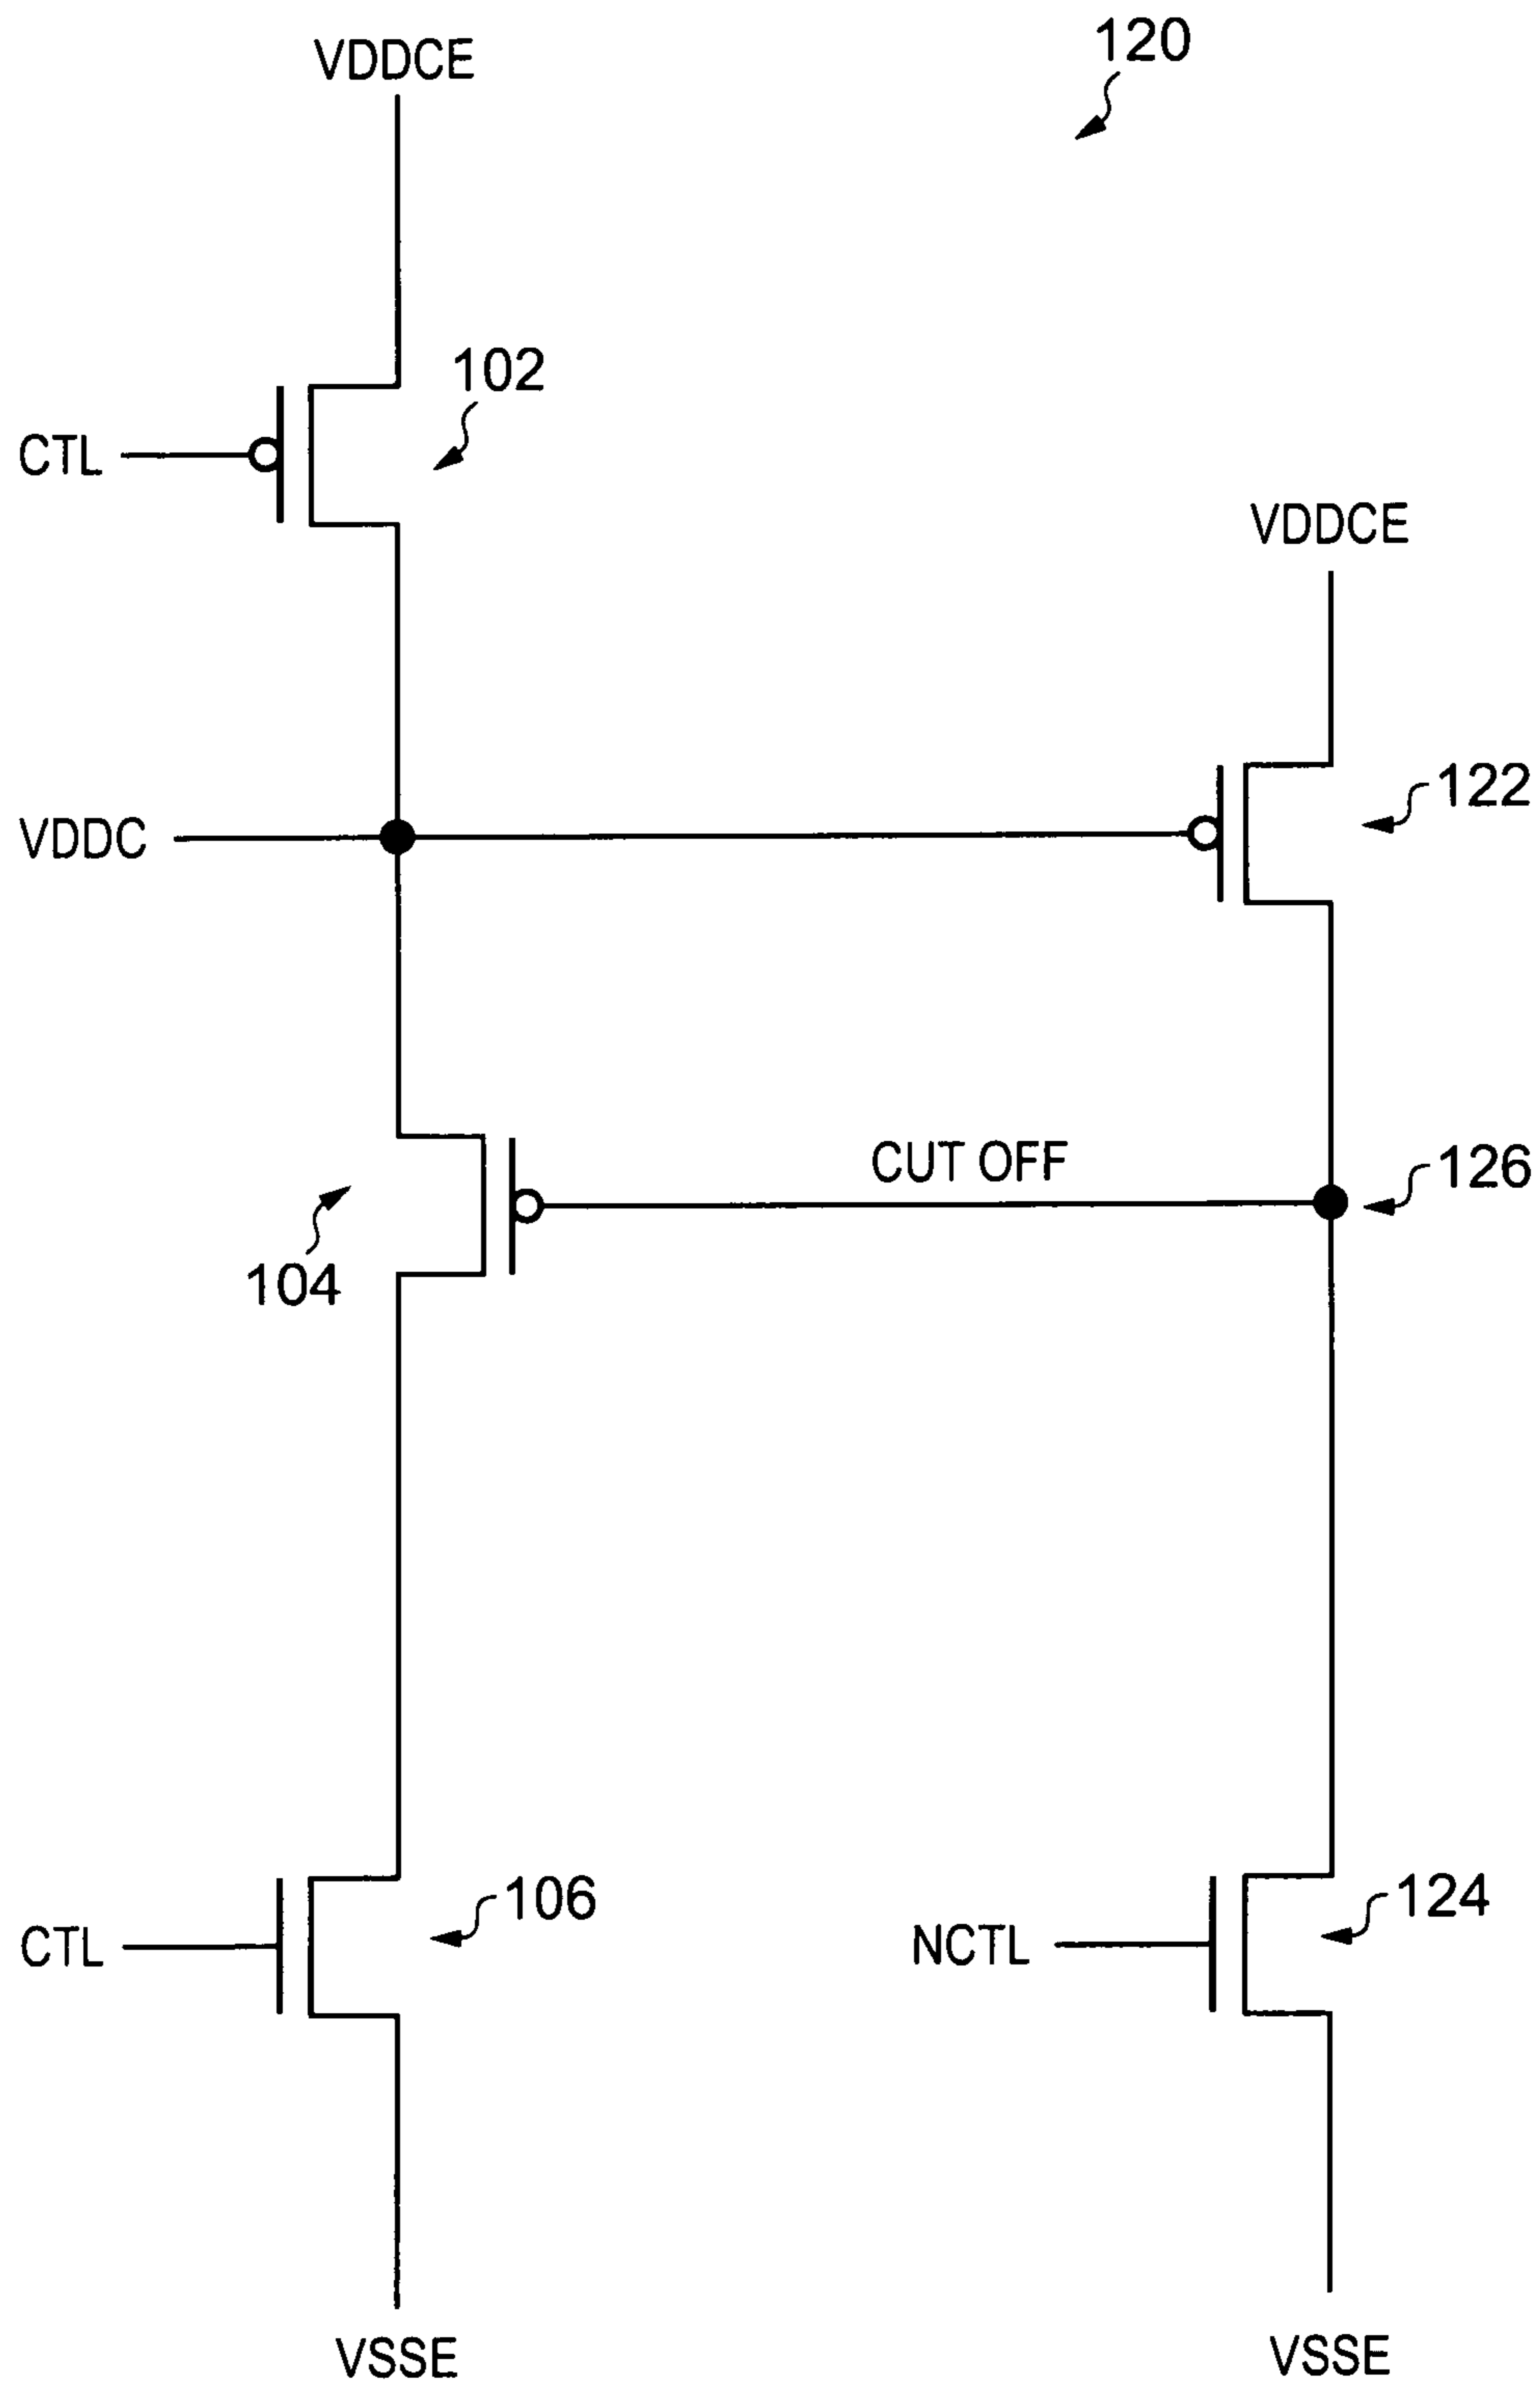 120
VDDCE
102
CTL
VDDCE
122
VDDC
CUT OFF
126
104
106
124
CTL
NCTL
VSSE
VSSE